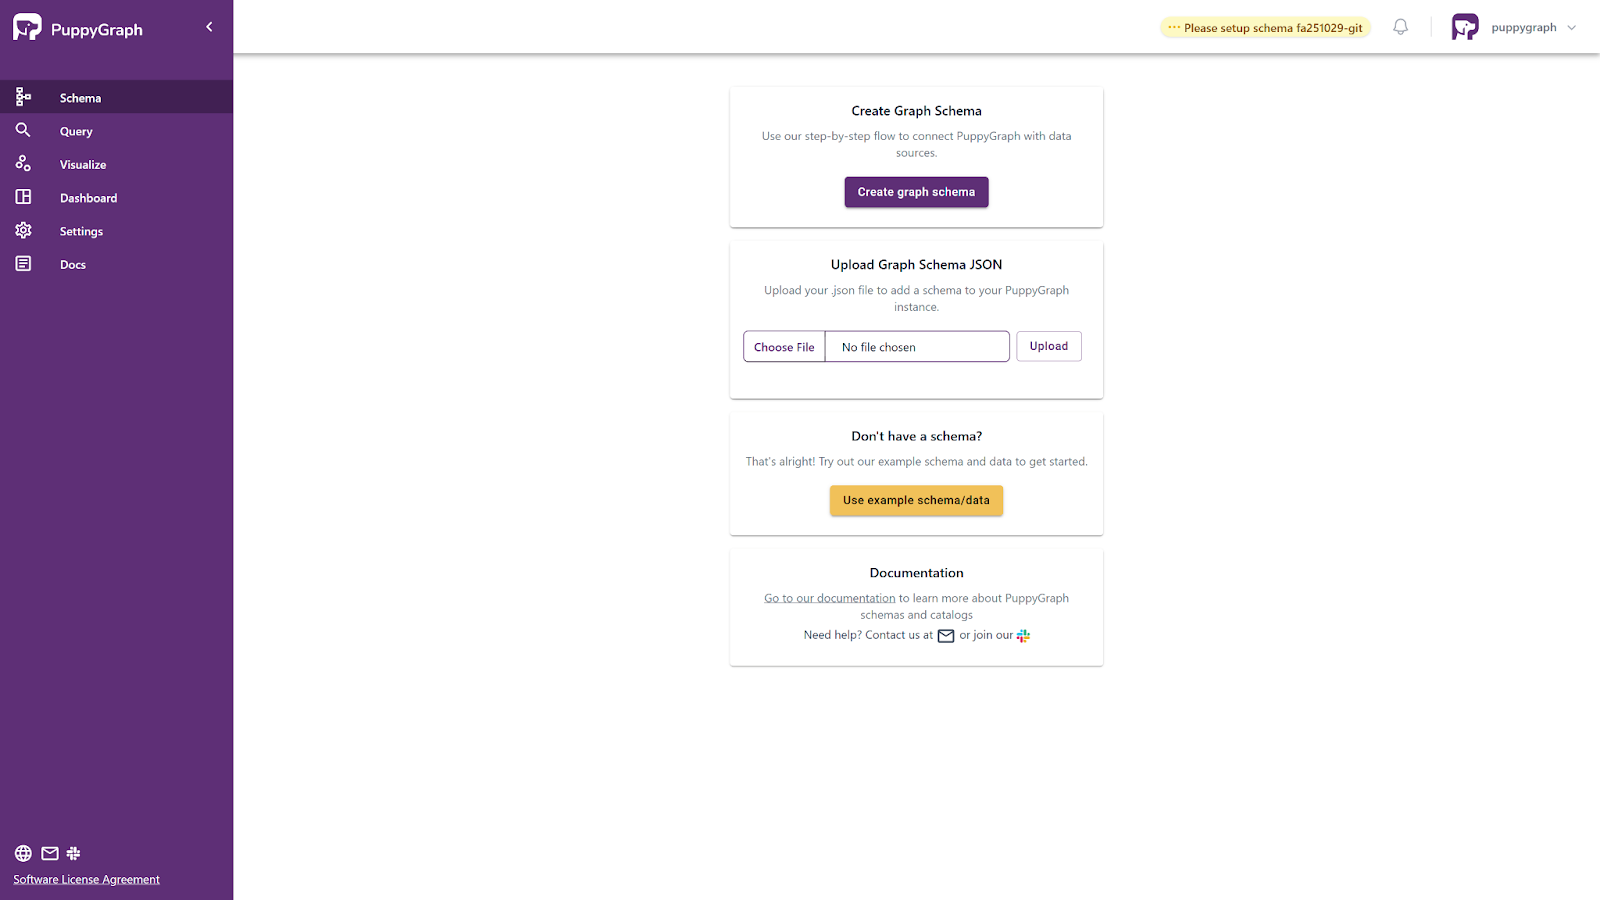 PuppyGraph
Please setup schema fa251029-git
puppygraph
Schema
Query
Visualize
Dashboard
Settings
Docs
Create Graph Schema
Use our step-by-step flow to connect PuppyGraph with data
sources.
Create graph schema
Upload Graph Schema JSON
Upload your .json file to add a schema to your PuppyGraph
instance.
Choose File No file chosen Upload
Don't have a schema?
That's alright! Try out our example schema and data to get started.
Use example schema/data
Documentation
Go to our documentation to learn more about PuppyGraph
schemas and catalogs
Need help? Contact us at or join our
Software License Agreement